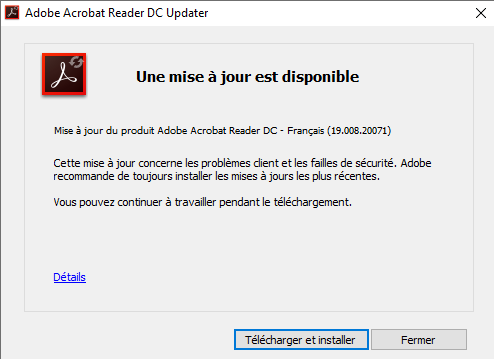 Adobe Acrobat Reader DC Updater
Une mise à jour est disponible
Mise à jour du produit Adobe Acrobat Reader DC - Français (19.008.20071)
Cette mise à jour concerne les problèmes client et les failles de sécurité. Adobe
recommande de toujours installer les mises à jours les plus récentes.
Vous pouvez continuer à travailler pendant le téléchargement.
Détails
Télécharger et installer
Fermer